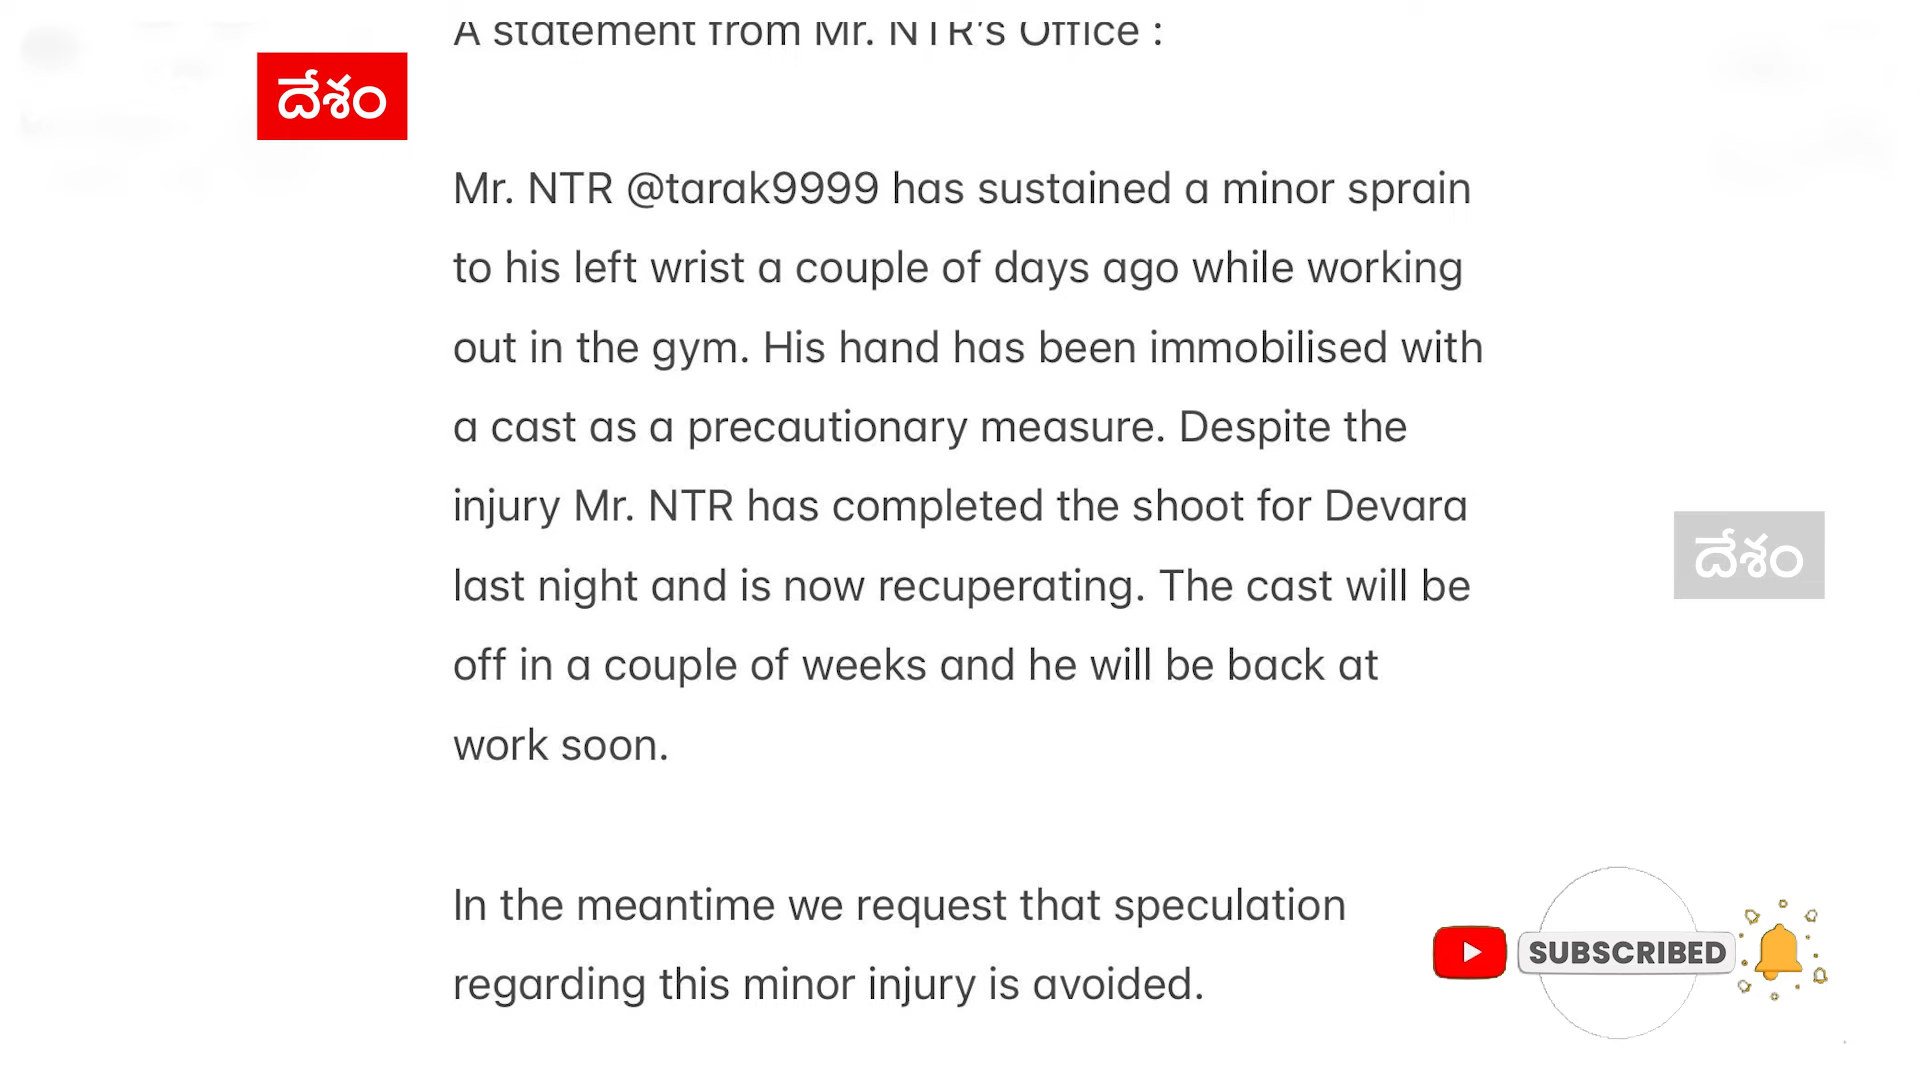 A statement from Mr. NTR's Office :
దేశం
Mr. NTR @tarak9999 has sustained a minor sprain
to his left wrist a couple of days ago while working
out in the gym. His hand has been immobilised with
a cast as a precautionary measure. Despite the
injury Mr. NTR has completed the shoot for Devara
last night and is now recuperating. The cast will be
off in a couple of weeks and he will be back at
work soon.
దేశం
In the meantime we request that speculation
regarding this minor injury is avoided.
SUBSCRIBED